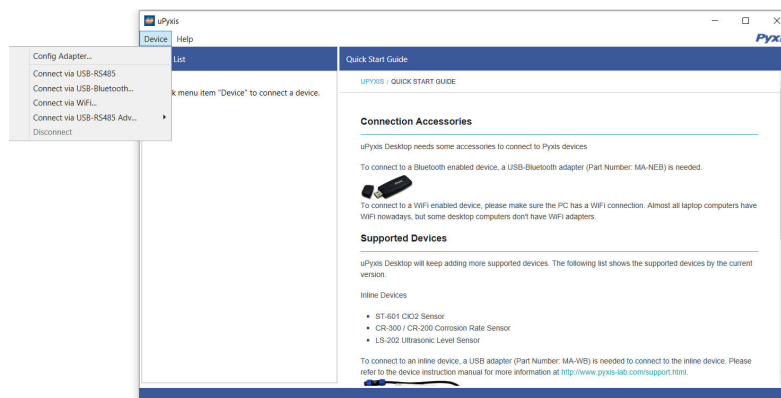 uPyxis
Device Help
Config Adapter...
Connect via USB-RS485
Connect via USB-Bluetooth...
Connect via WiFi...
Connect via USB-RS485 Adv...
Disconnect
List
k menu item "Device" to connect a device.
Quick Start Guide
UPYXIS / QUICK START GUIDE
Connection Accessories
uPyxis Desktop needs some accessories to connect to Pyxis devices
To connect to a Bluetooth enabled device, a USB-Bluetooth adapter (Part Number: MA-NEB) is needed.
To connect to a WiFi enabled device, please make sure the PC has a WiFi connection. Almost all laptop computers have
WiFi nowadays, but some desktop computers don't have WiFi adapters.
Supported Devices
uPyxis Desktop will keep adding more supported devices. The following list shows the supported devices by the current
version.
Inline Devices
• ST-601 ClO2 Sensor
• CR-300 / CR-200 Corrosion Rate Sensor
• LS-202 Ultrasonic Level Sensor
To connect to an inline device, a USB adapter (Part Number: MA-WB) is needed to connect to the inline device. Please
refer to the device instruction manual for more information at http://www.pyxis-lab.com/support.html.